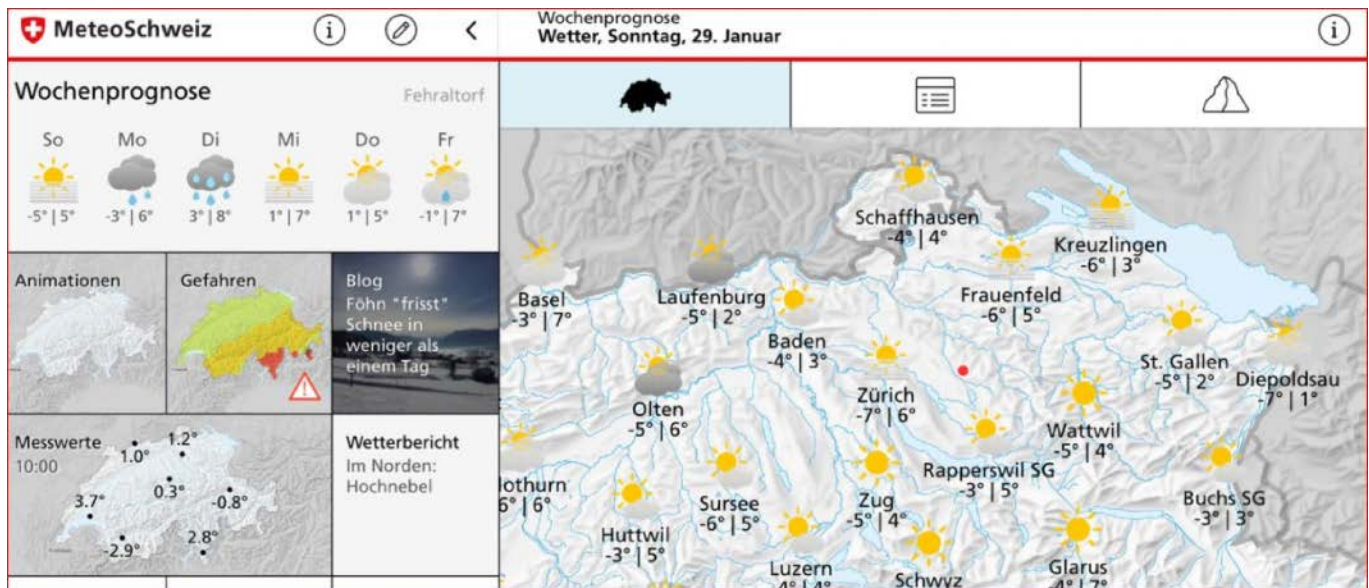 MeteoSchweiz
Wochenprognose
Wetter, Sonntag, 29. Januar
Wochenprognose
Fehraltorf
So Mo Di Mi Do Fr
-5° | 5° -3° | 6° 3° | 8° 1° | 7° 1° | 5° -1° | 7°
Animationen
Gefahren
Blog
Föhn "frisst"
Schnee in
weniger als
einem Tag
Messwerte
10:00
1.0°
1.2°
0.3°
-0.8°
3.7°
-2.9°
2.8°
Wetterbericht
Im Norden:
Hochnebel
Schaffhausen
-4° | 4°
Kreuzlingen
-6° | 3°
Basel
-3° | 7°
Laufenburg
-5° | 2°
Frauenfeld
-6° | 5°
Baden
-4° | 3°
St. Gallen
-5° | 2°
Diepoldsau
-7° | 1°
Zürich
-7° | 6°
Olten
-5° | 6°
Wattwil
-5° | 4°
Rapperswil SG
-3° | 5°
lothurn
6° | 6°
Sursee
-6° | 5°
Zug
-5° | 4°
Buchs SG
-3° | 3°
Huttwil
-3° | 5°
Luzern
Schwyz
Glarus